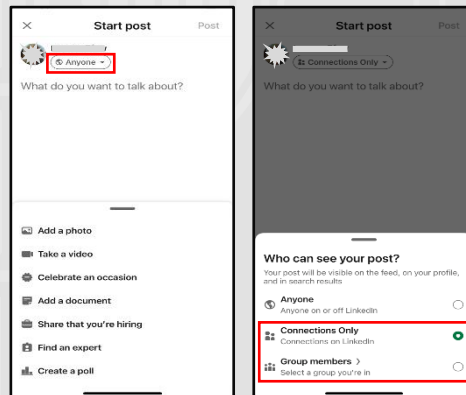 Start post
Post
Anyone
What do you want to talk about?
Add a photo
Take a video
Celebrate an occasion
Add a document
Share that you're hiring
Find an expert
Create a poll
Start post
Post
Connections Only
What do you want to talk about?
Who can see your post?
Your post will be visible on the feed, on your profile,
and in search results
Anyone
Anyone on or off LinkedIn
Connections Only
Connections on LinkedIn
Group members
Select a group you're in